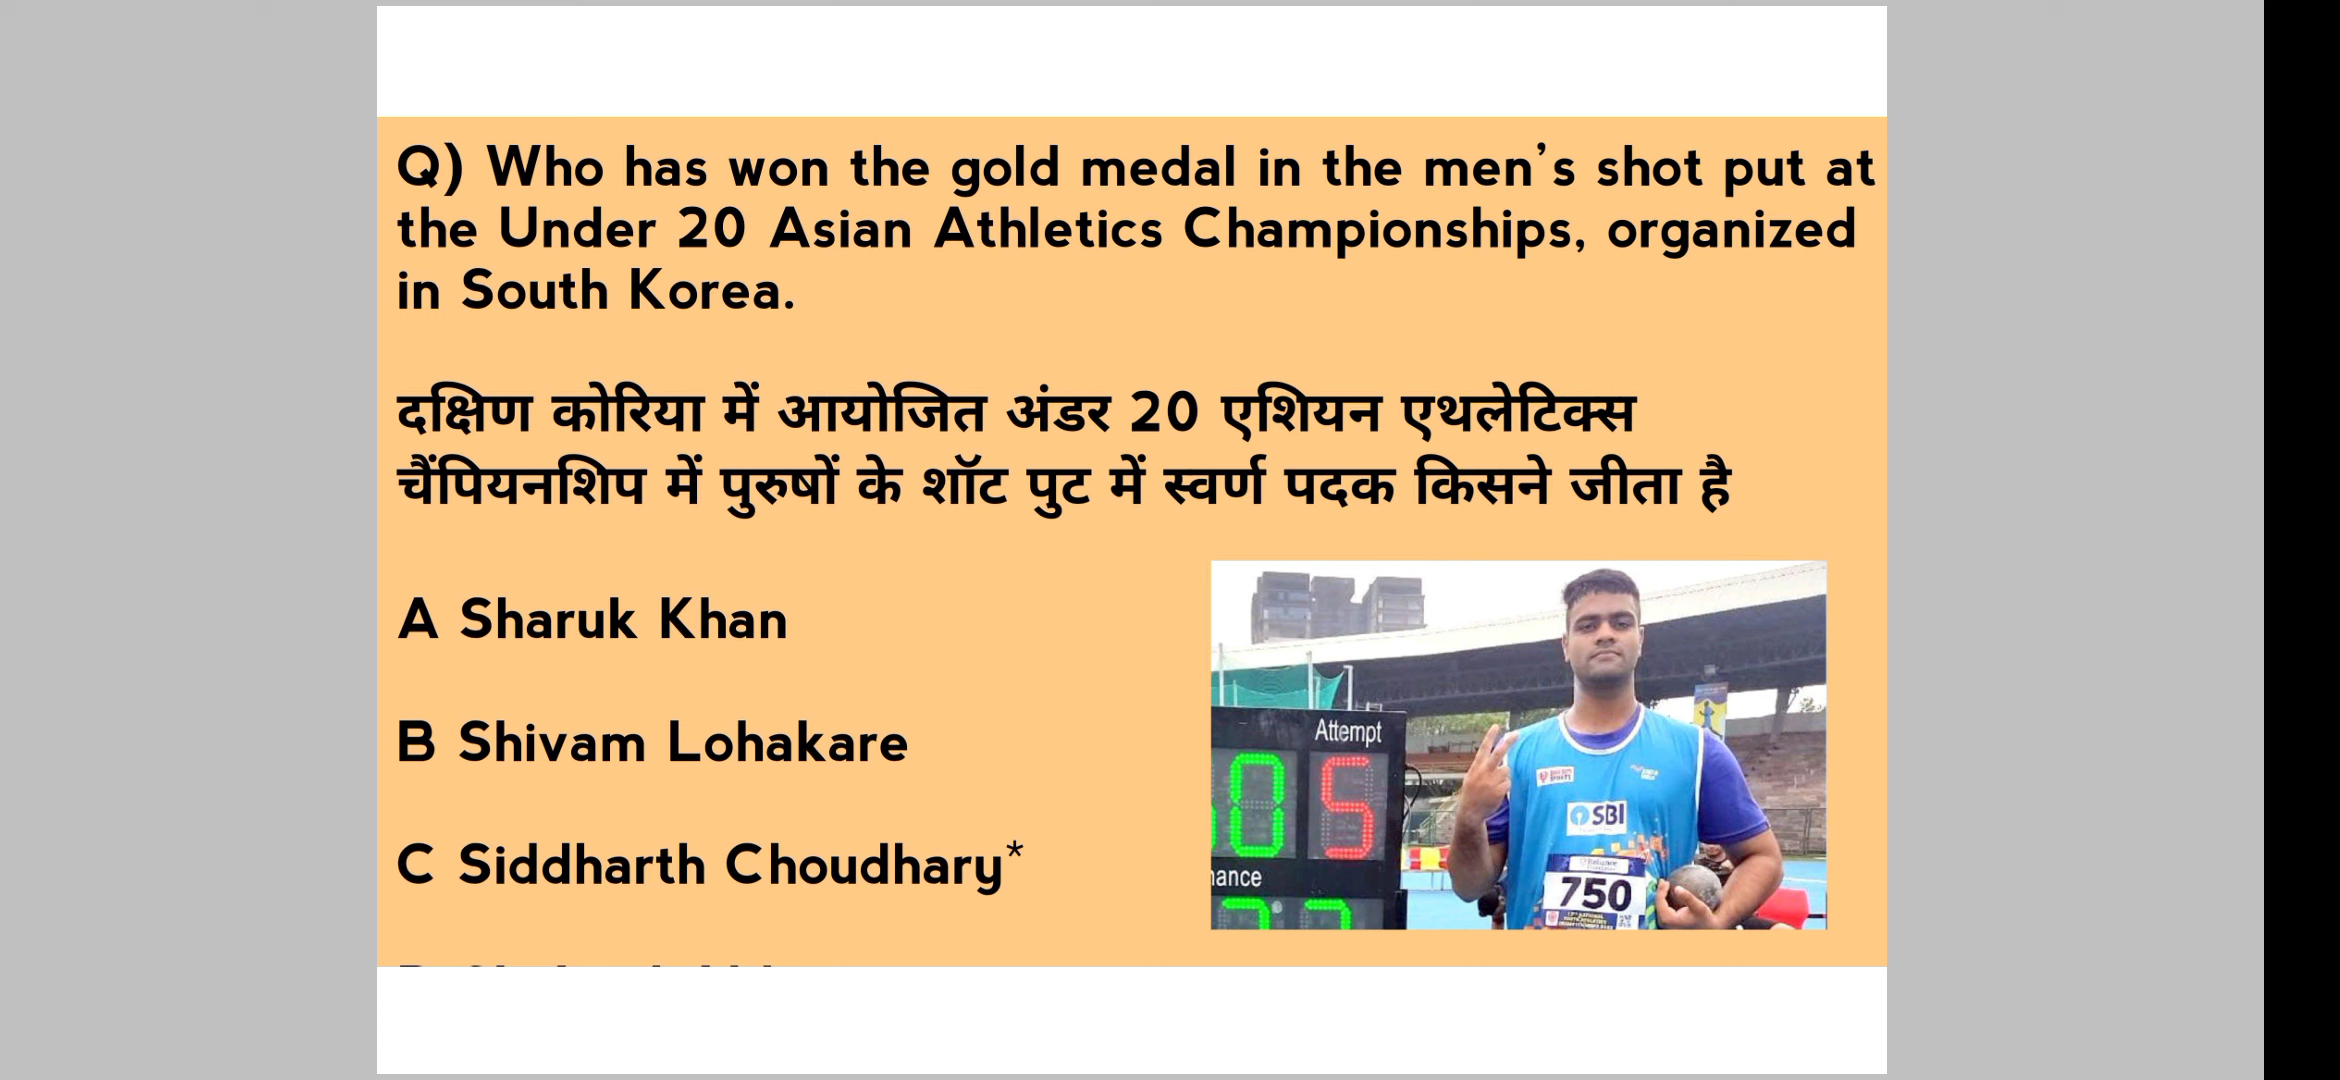 Q) Who has won the gold medal in the men’s shot put at
the Under 20 Asian Athletics Championships, organized
in South Korea.
दक्षिण कोरिया में आयोजित अंडर 20 एशियन एथलेटिक्स
चैंपियनशिप में पुरुषों के शॉट पुट में स्वर्ण पदक किसने जीता है
A Sharuk Khan
B Shivam Lohakare
C Siddharth Choudhary*
Attempt
0 5
SBI
Reliance
750